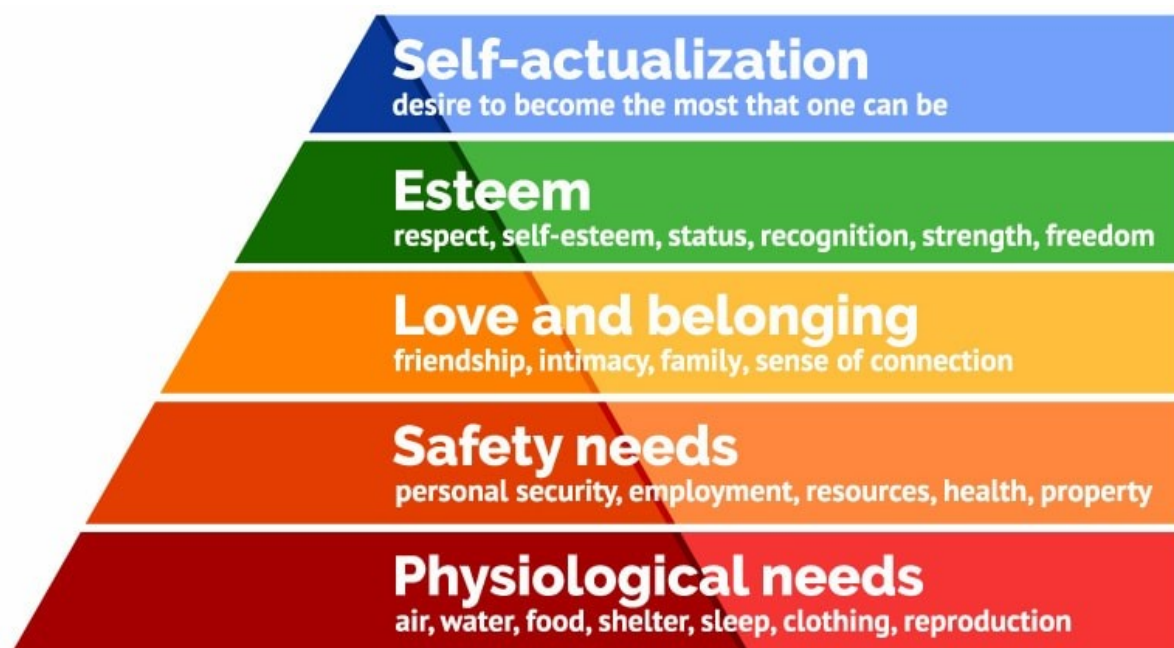 Self-actualization
desire to become the most that one can be
Esteem
respect, self-esteem, status, recognition, strength, freedom
Love and belonging
friendship, intimacy, family, sense of connection
Safety needs
personal security, employment, resources, health, property
Physiological needs
air, water, food, shelter, sleep, clothing, reproduction